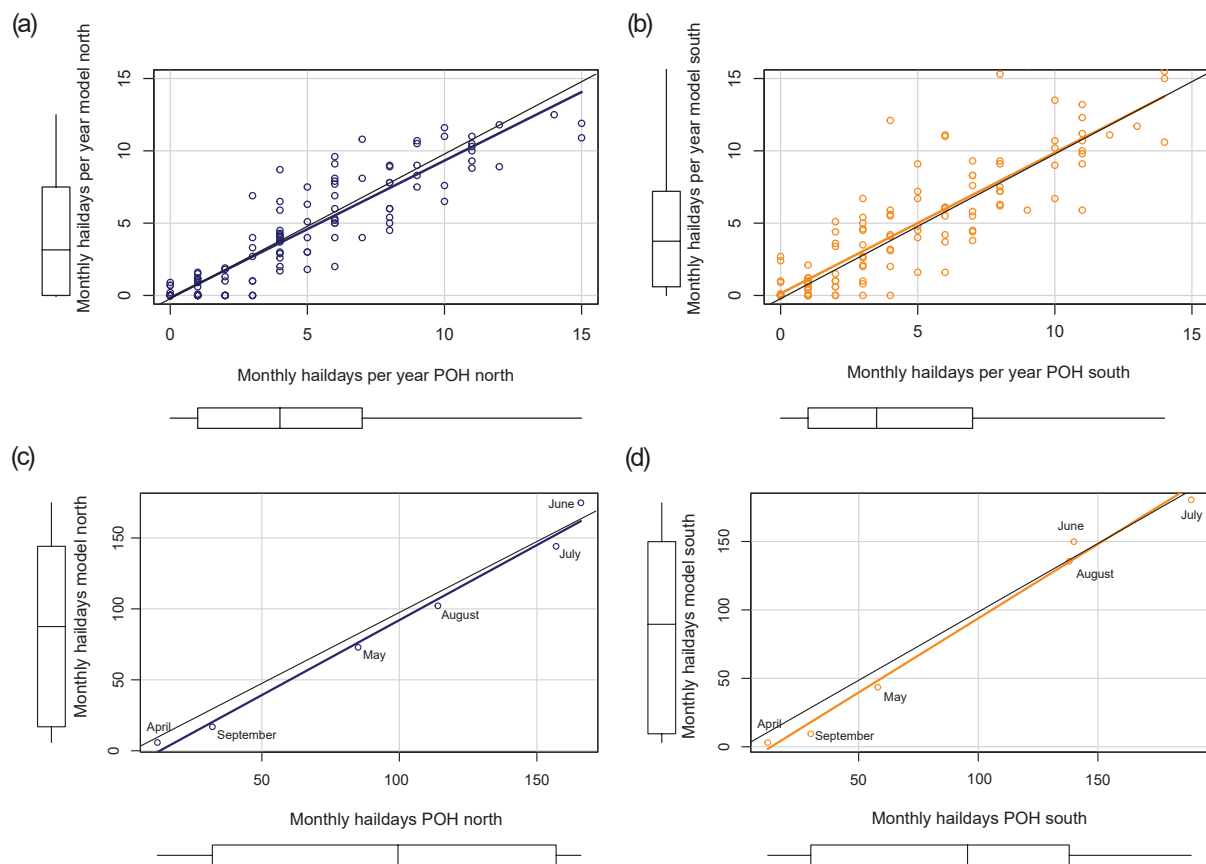 (a)
Monthly haildays per year model north
15
10
5
0
0 5 10 15
Monthly haildays per year POH north
(b)
Monthly haildays per year model south
15
10
5
0
0 5 10 15
Monthly haildays per year POH south
(c)
Monthly haildays model north
150
100
50
0
June
July
August
May
April
September
50 100 150
Monthly haildays POH north
(d)
Monthly haildays model south
150
100
50
0
June
July
August
May
April
September
50 100 150
Monthly haildays POH south